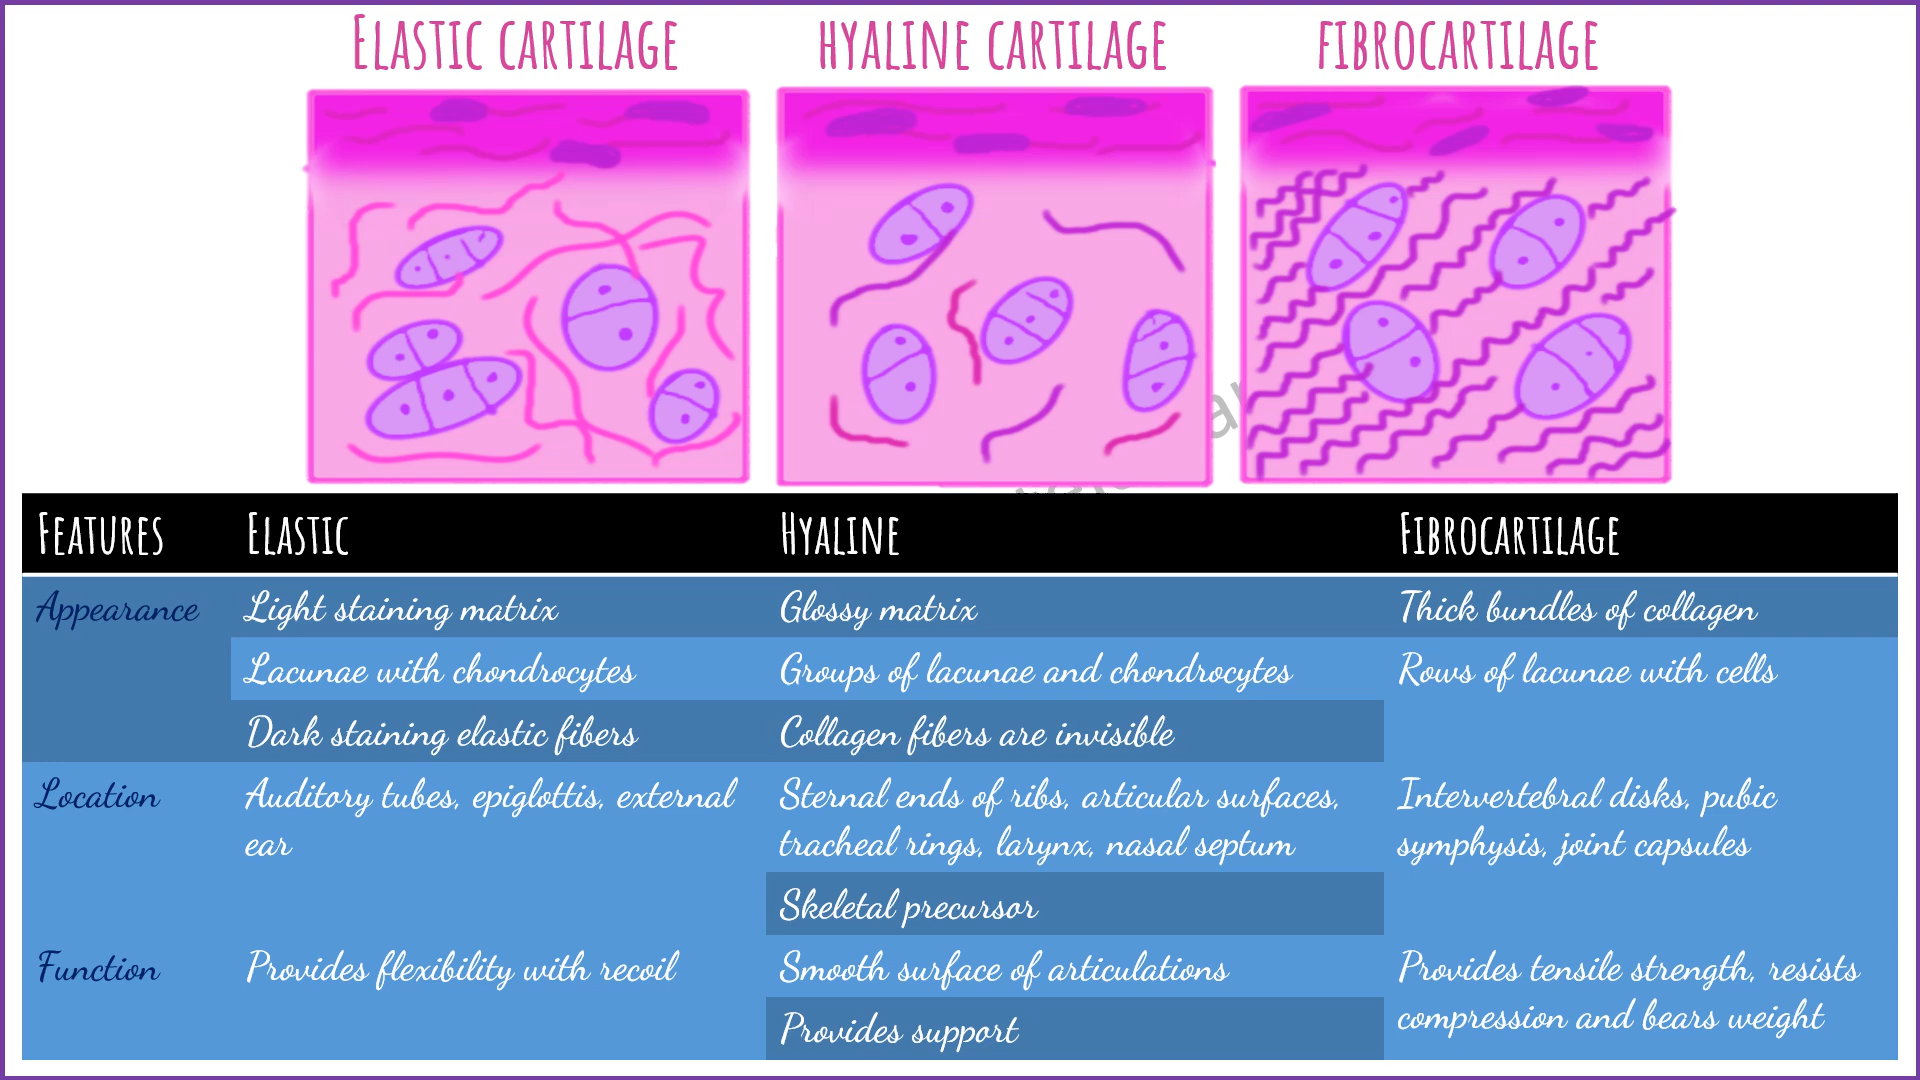 Elastic cartilage
Hyaline cartilage
Fibrocartilage
Features Elastic Hyaline Fibrocartilage
Appearance Light staining matrix Glossy matrix Thick bundles of collagen
Lacunae with chondrocytes Groups of lacunae and chondrocytes Rows of lacunae with cells
Dark staining elastic fibers Collagen fibers are invisible
Location Auditory tubes, epiglottis, external Sternal ends of ribs, articular surfaces, Intervertebral disks, pubic
ear tracheal rings, larynx, nasal septum symphysis, joint capsules
Skeletal precursor
Function Provides flexibility with recoil Smooth surface of articulations Provides tensile strength, resists
Provides support compression and bears weight